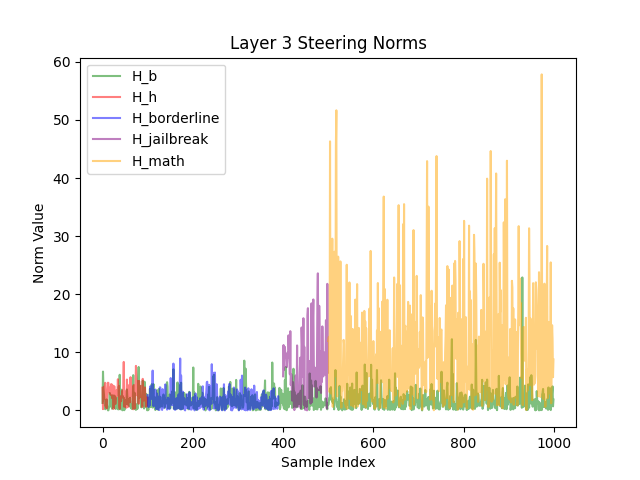 Layer 3 Steering Norms
60
50
40
30
20
10
0
Norm Value
H_b
H_h
H_borderline
H_jailbreak
H_math
0 200 400 600 800 1000
Sample Index